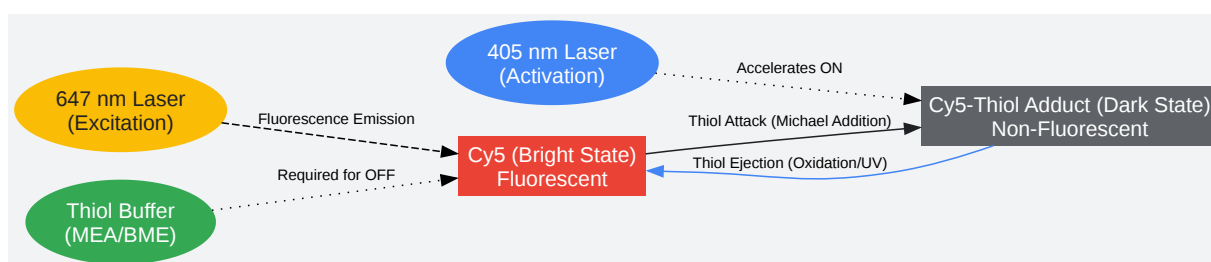 405 nm Laser
(Activation)
Accelerates ON
647 nm Laser
(Excitation)
Fluorescence Emission
Cy5-Thiol Adduct (Dark State)
Non-Fluorescent
Thiol Attack (Michael Addition)
Cy5 (Bright State)
Fluorescent
Thiol Ejection (Oxidation/UV)
Required for OFF
Thiol Buffer
(MEA/BME)